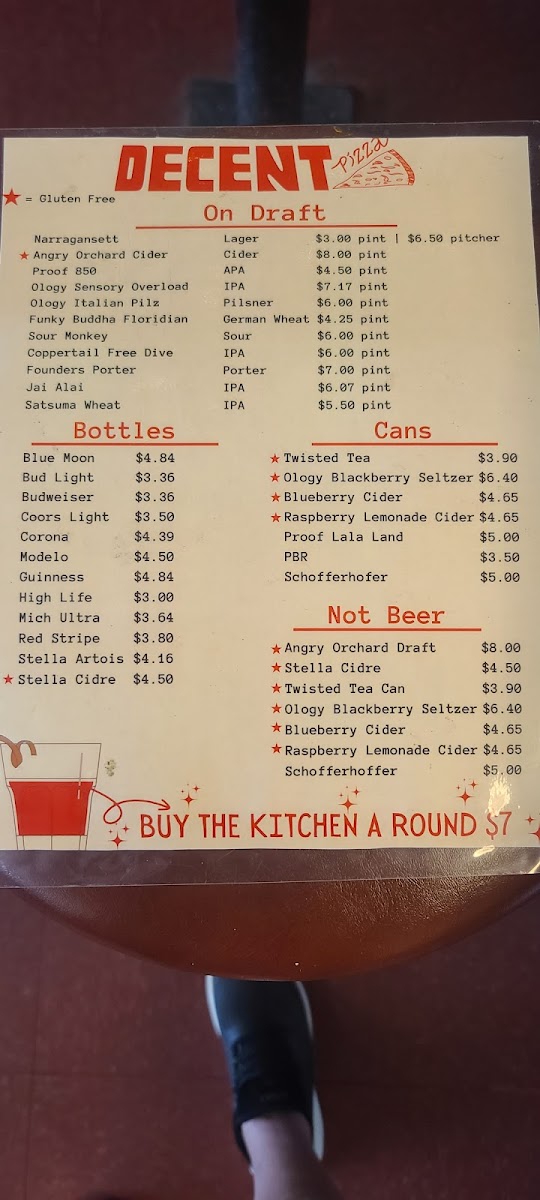 DECENT pizza
★ = Gluten Free
On Draft
Narragansett Lager $3.00 pint | $6.50 pitcher
★ Angry Orchard Cider Cider $8.00 pint
Proof 850 APA $4.50 pint
Ology Sensory Overload IPA $7.17 pint
Ology Italian Pilz Pilsner $6.00 pint
Funky Buddha Floridian German Wheat $4.25 pint
Sour Monkey Sour $6.00 pint
Coppertail Free Dive IPA $6.00 pint
Founders Porter Porter $7.00 pint
Jai Alai IPA $6.07 pint
Satsuma Wheat IPA $5.50 pint
Bottles
Blue Moon $4.84
Bud Light $3.36
Budweiser $3.36
Coors Light $3.50
Corona $4.39
Modelo $4.50
Guinness $4.84
High Life $3.00
Mich Ultra $3.64
Red Stripe $3.80
Stella Artois $4.16
★ Stella Cidre $4.50
Cans
★ Twisted Tea $3.90
★ Ology Blackberry Seltzer $6.40
★ Blueberry Cider $4.65
★ Raspberry Lemonade Cider $4.65
Proof Lala Land $5.00
PBR $3.50
Schofferhofer $5.00
Not Beer
★ Angry Orchard Draft $8.00
★ Stella Cidre $4.50
★ Twisted Tea Can $3.90
★ Ology Blackberry Seltzer $6.40
★ Blueberry Cider $4.65
★ Raspberry Lemonade Cider $4.65
Schofferhoffer $5.00
BUY THE KITCHEN A ROUND $7